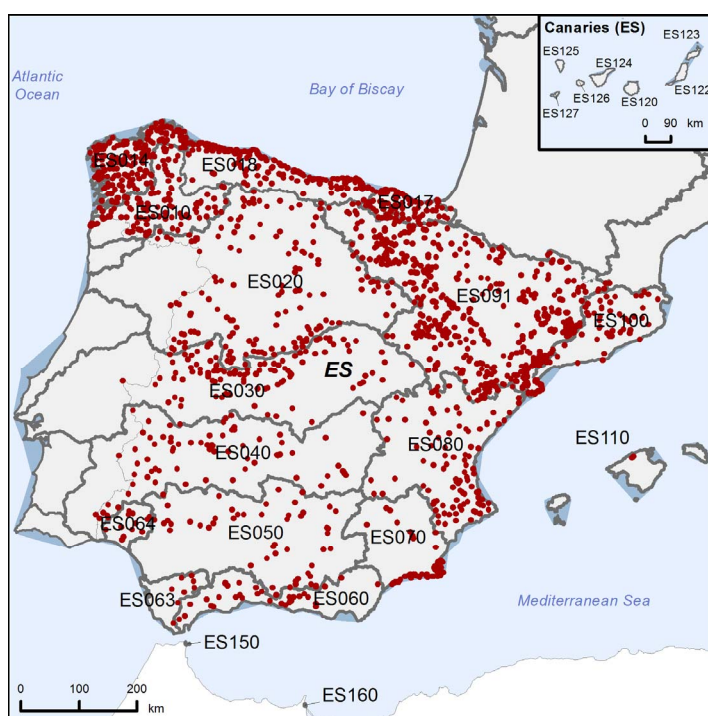 Canaries (ES)
ES123
ES125
ES124
ES122
ES126
ES120
ES127
0 90 km
Atlantic
Ocean
Bay of Biscay
ES014
ES018
ES017
ES010
ES020
ES091
ES100
ES
ES030
ES110
ES080
ES040
ES064
ES050
ES070
ES063
ES060
Mediterranean Sea
ES150
ES160
0 100 200
km